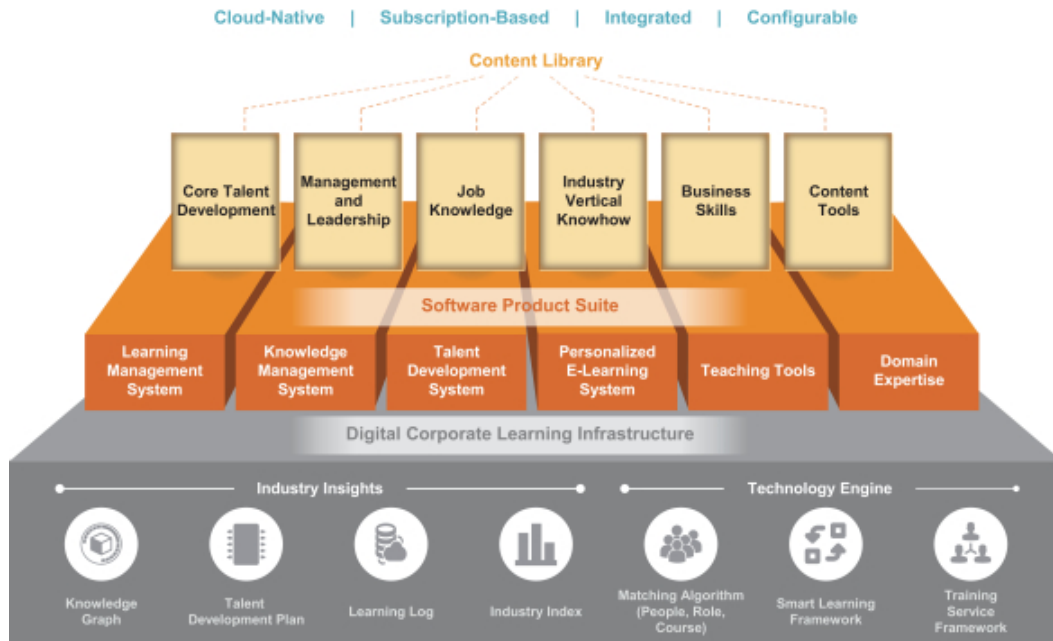 Cloud-Native | Subscription-Based | Integrated | Configurable
Content Library
Core Talent
Development
Management
and
Leadership
Job
Knowledge
Industry
Vertical
Knowhow
Business
Skills
Content
Tools
Software Product Suite
Learning
Management
System
Knowledge
Management
System
Talent
Development
System
Personalized
E-Learning
System
Teaching Tools
Domain
Expertise
Digital Corporate Learning Infrastructure
Industry Insights
Technology Engine
Knowledge
Graph
Talent
Development Plan
Learning Log
Industry Index
Matching Algorithm
(People, Role,
Course)
Smart Learning
Framework
Training
Service
Framework